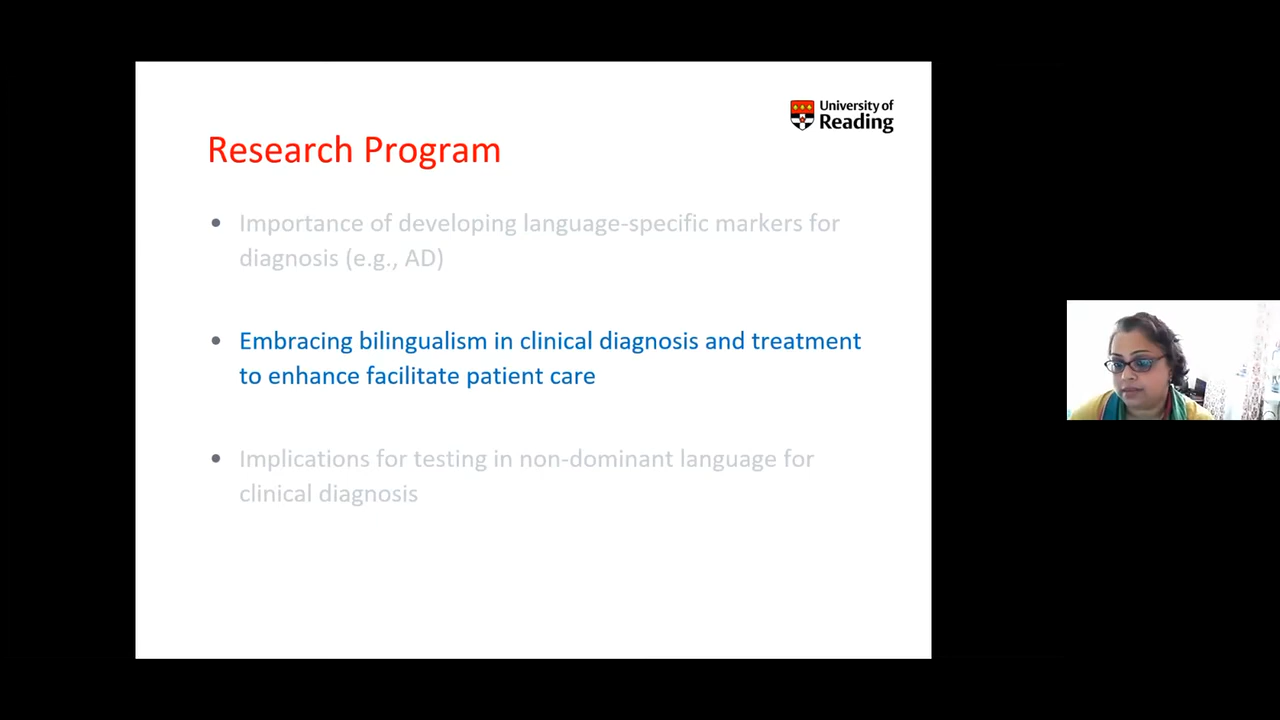 University of
Reading
Research Program
Importance of developing language-specific markers for
diagnosis (e.g., AD)
Embracing bilingualism in clinical diagnosis and treatment
to enhance facilitate patient care
Implications for testing in non-dominant language for
clinical diagnosis